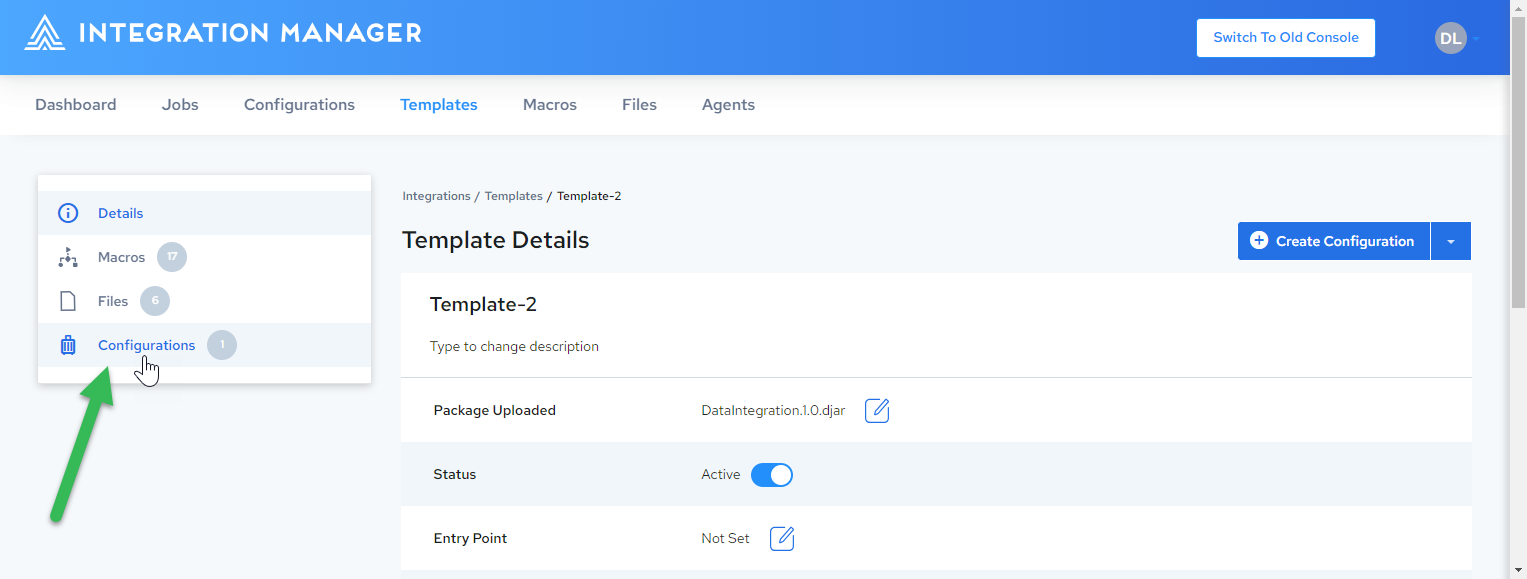 INTEGRATION MANAGER
Switch To Old Console
DL
Dashboard Jobs Configurations Templates Macros Files Agents
Details
Macros 17
Files 6
Configurations 1
Integrations / Templates / Template-2
Template Details
Create Configuration
Template-2
Type to change description
Package Uploaded DataIntegration.1.0.djar
Status Active
Entry Point Not Set